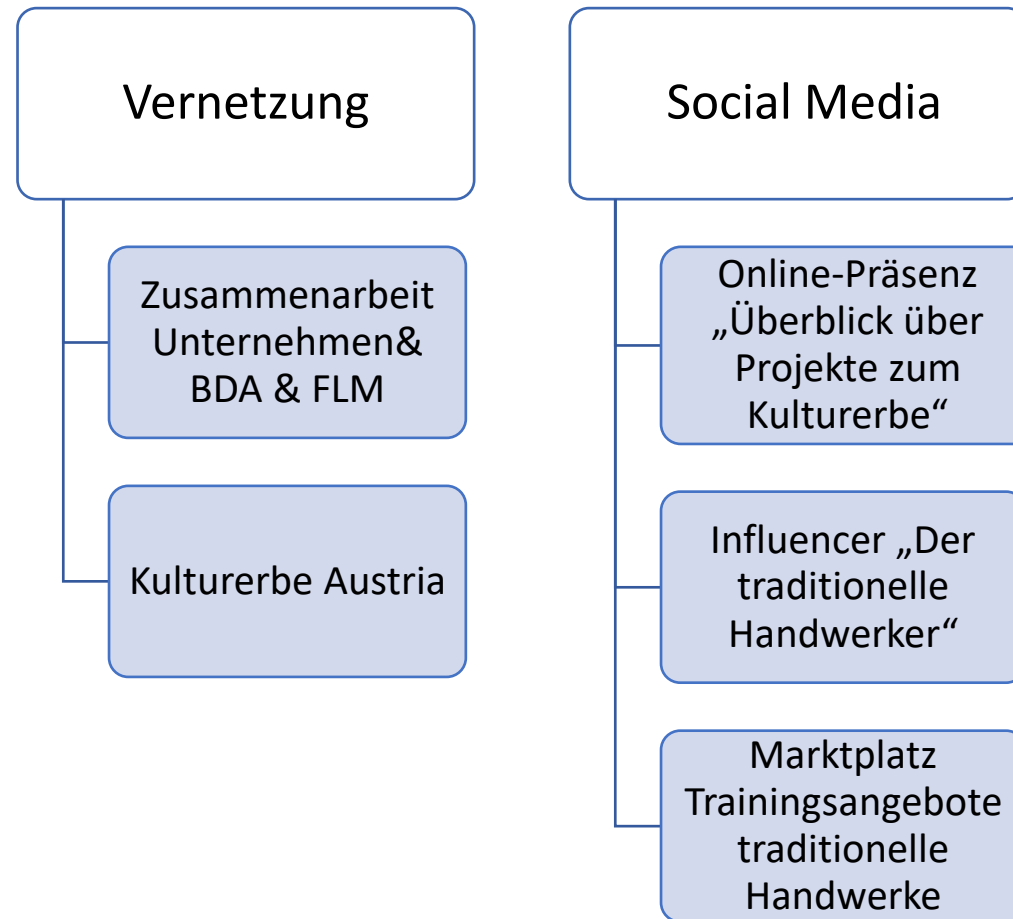 Vernetzung
Zusammenarbeit
Unternehmen&
BDA & FLM
Kulturerbe Austria
Social Media
Online-Präsenz
„Überblick über
Projekte zum
Kulturerbe“
Influencer „Der
traditionelle
Handwerker“
Marktplatz
Trainingsangebote
traditionelle
Handwerke